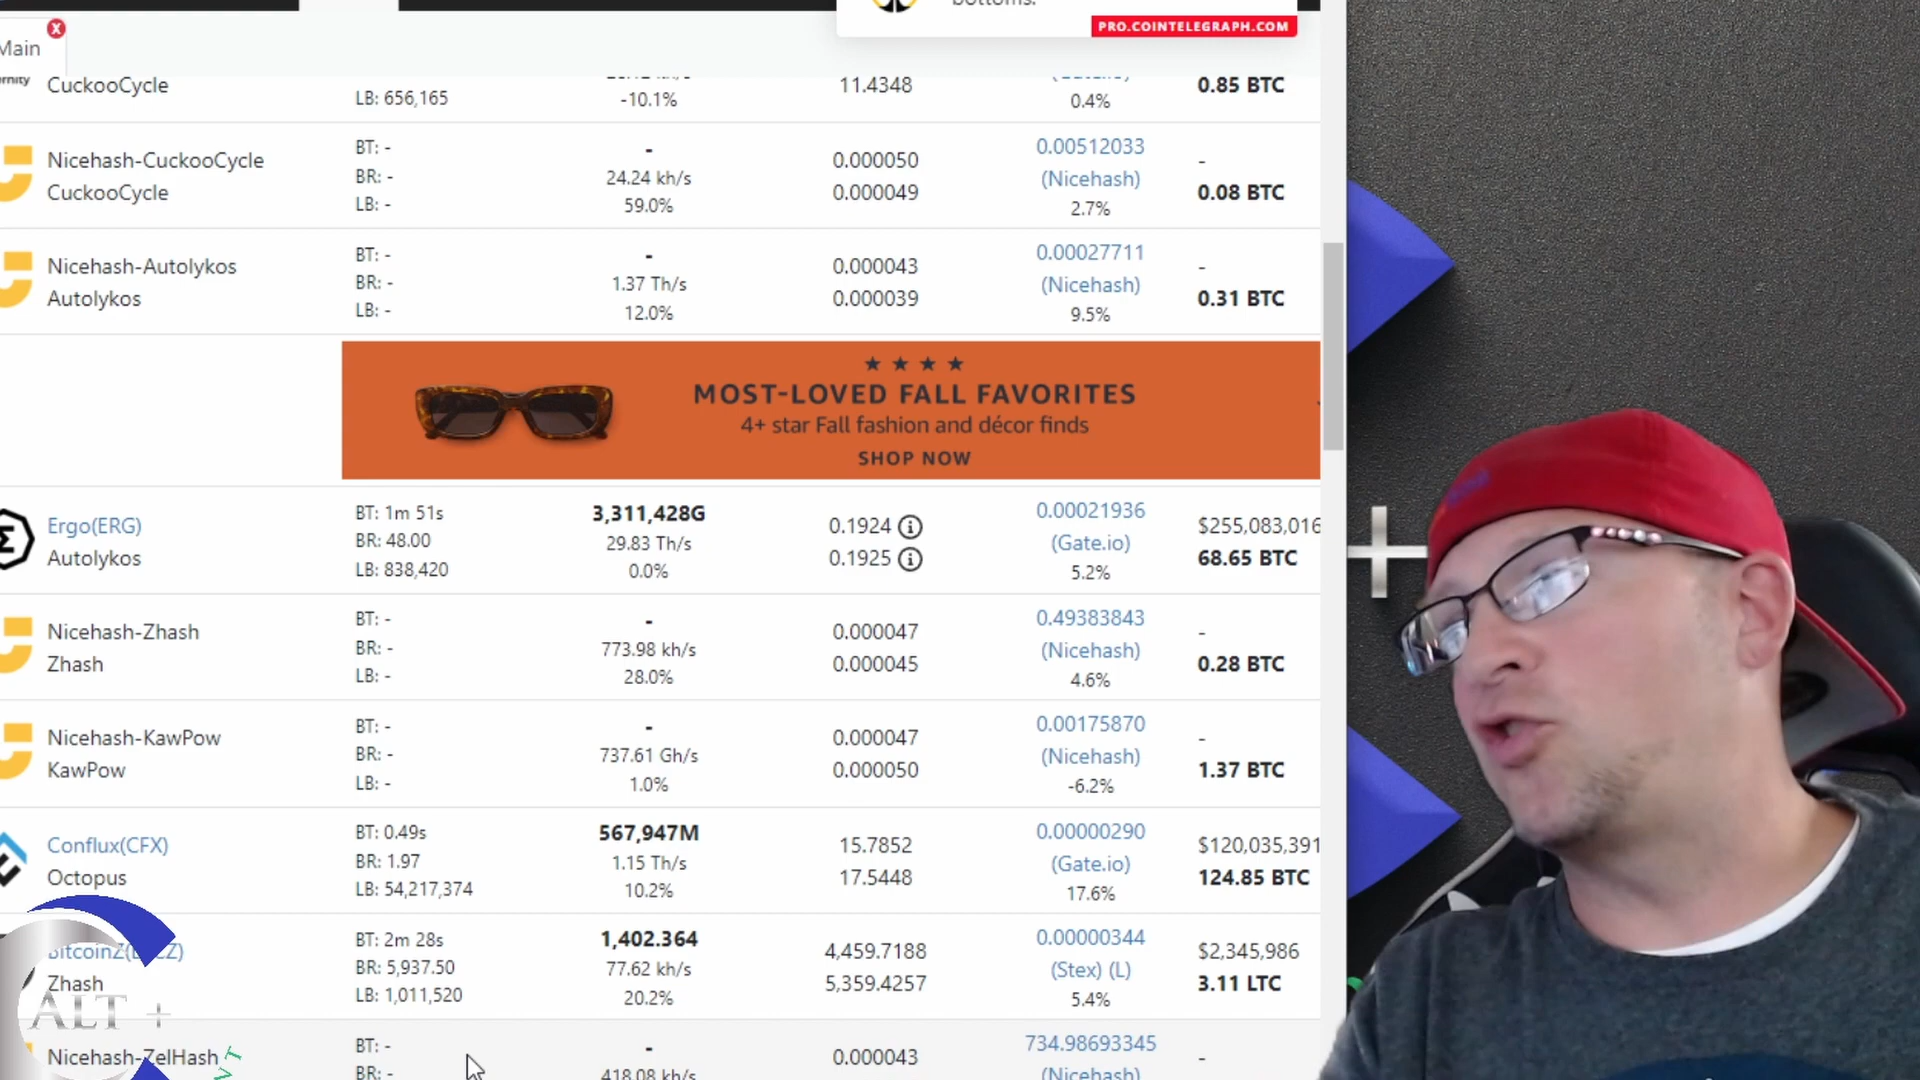 bottoms.
PRO.COINTELEGRAPH.COM
Main
X
CuckooCycle
LB: 656,165
-10.1%
11.4348
0.4%
0.85 BTC
Nicehash-CuckooCycle
CuckooCycle
BT: -
BR: -
LB: -
-
24.24 kh/s
59.0%
0.000050
0.000049
0.00512033
(Nicehash)
2.7%
-
0.08 BTC
Nicehash-Autolykos
Autolykos
BT: -
BR: -
LB: -
-
1.37 Th/s
12.0%
0.000043
0.000039
0.00027711
(Nicehash)
9.5%
-
0.31 BTC
MOST-LOVED FALL FAVORITES
4+ star Fall fashion and décor finds
SHOP NOW
Ergo(ERG)
Autolykos
BT: 1m 51s
BR: 48.00
LB: 838,420
3,311,428G
29.83 Th/s
0.0%
0.1924
0.1925
0.00021936
(Gate.io)
5.2%
$255,083,016
68.65 BTC
Nicehash-Zhash
Zhash
BT: -
BR: -
LB: -
-
773.98 kh/s
28.0%
0.000047
0.000045
0.49383843
(Nicehash)
4.6%
-
0.28 BTC
Nicehash-KawPow
KawPow
BT: -
BR: -
LB: -
-
737.61 Gh/s
1.0%
0.000047
0.000050
0.00175870
(Nicehash)
-6.2%
-
1.37 BTC
Conflux(CFX)
Octopus
BT: 0.49s
BR: 1.97
LB: 54,217,374
567,947M
1.15 Th/s
10.2%
15.7852
17.5448
0.00000290
(Gate.io)
17.6%
$120,035,391
124.85 BTC
Zhash
BT: 2m 28s
BR: 5,937.50
LB: 1,011,520
1,402.364
77.62 kh/s
20.2%
4,459.7188
5,359.4257
0.00000344
(Stex) (L)
5.4%
$2,345,986
3.11 LTC
ALT +
Nicehash-ZelHash
BT: -
BR: -
-
418.08 kh/s
0.000043
734.98693345
(Nicehash)
-